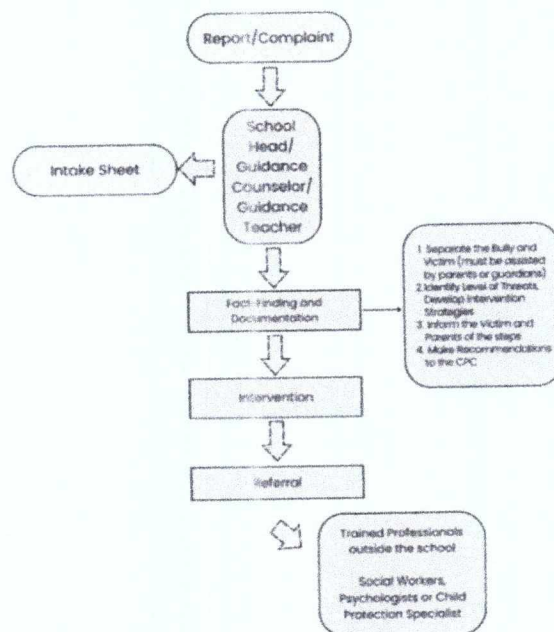 Report/Complaint
School
Head/
Guidance
Counselor/
Guidance
Teacher
Intake Sheet
Fact-Finding and
Documentation
1. Separate the Bully and
Victim (must be assisted
by parents or guardians)
2. Identify Level of Threats,
Develop Intervention
Strategies
3. Inform the Victim and
Parents of the steps
4. Make Recommendations
to the CPC
Intervention
Referral
Trained Professionals
outside the school
Social Workers,
Psychologists or Child
Protection Specialist